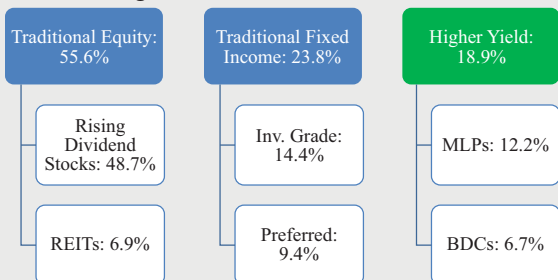 Traditional Equity:
55.6%
Traditional Fixed
Income: 23.8%
Higher Yield:
18.9%
Rising
Dividend
Stocks: 48.7%
Inv. Grade:
14.4%
MLPs: 12.2%
REITs: 6.9%
Preferred:
9.4%
BDCs: 6.7%